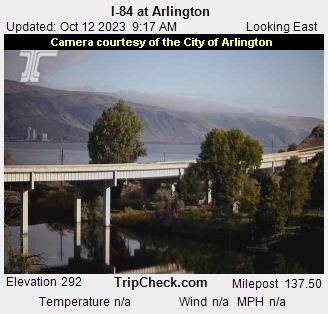 I-84 at Arlington
Updated: Oct 12 2023 9:17 AM Looking East
Camera courtesy of the City of Arlington
Elevation 292 TripCheck.com Milepost 137.50
Temperature n/a Wind n/a MPH n/a